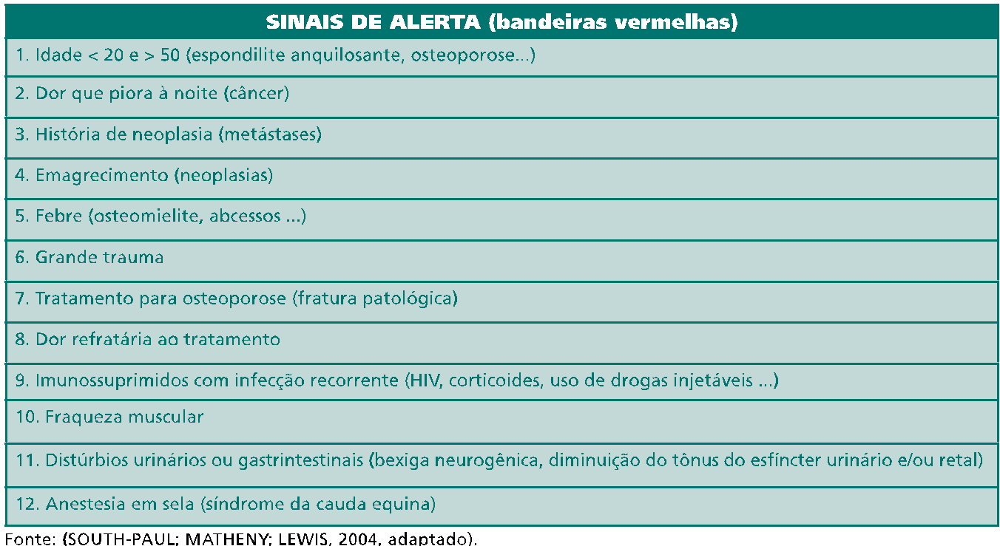 SINAIS DE ALERTA (bandeiras vermelhas)
1. Idade < 20 e > 50 (espondilite anquilosante, osteoporose...)
2. Dor que piora à noite (câncer)
3. História de neoplasia (metástases)
4. Emagrecimento (neoplasias)
5. Febre (osteomielite, abcessos ...)
6. Grande trauma
7. Tratamento para osteoporose (fratura patológica)
8. Dor refratária ao tratamento
9. Imunossuprimidos com infecção recorrente (HIV, corticoides, uso de drogas injetáveis ...)
10. Fraqueza muscular
11. Distúrbios urinários ou gastrintestinais (bexiga neurogênica, diminuição do tônus do esfíncter urinário e/ou retal)
12. Anestesia em sela (síndrome da cauda equina)
Fonte: (SOUTH-PAUL; MATHENY; LEWIS, 2004, adaptado).